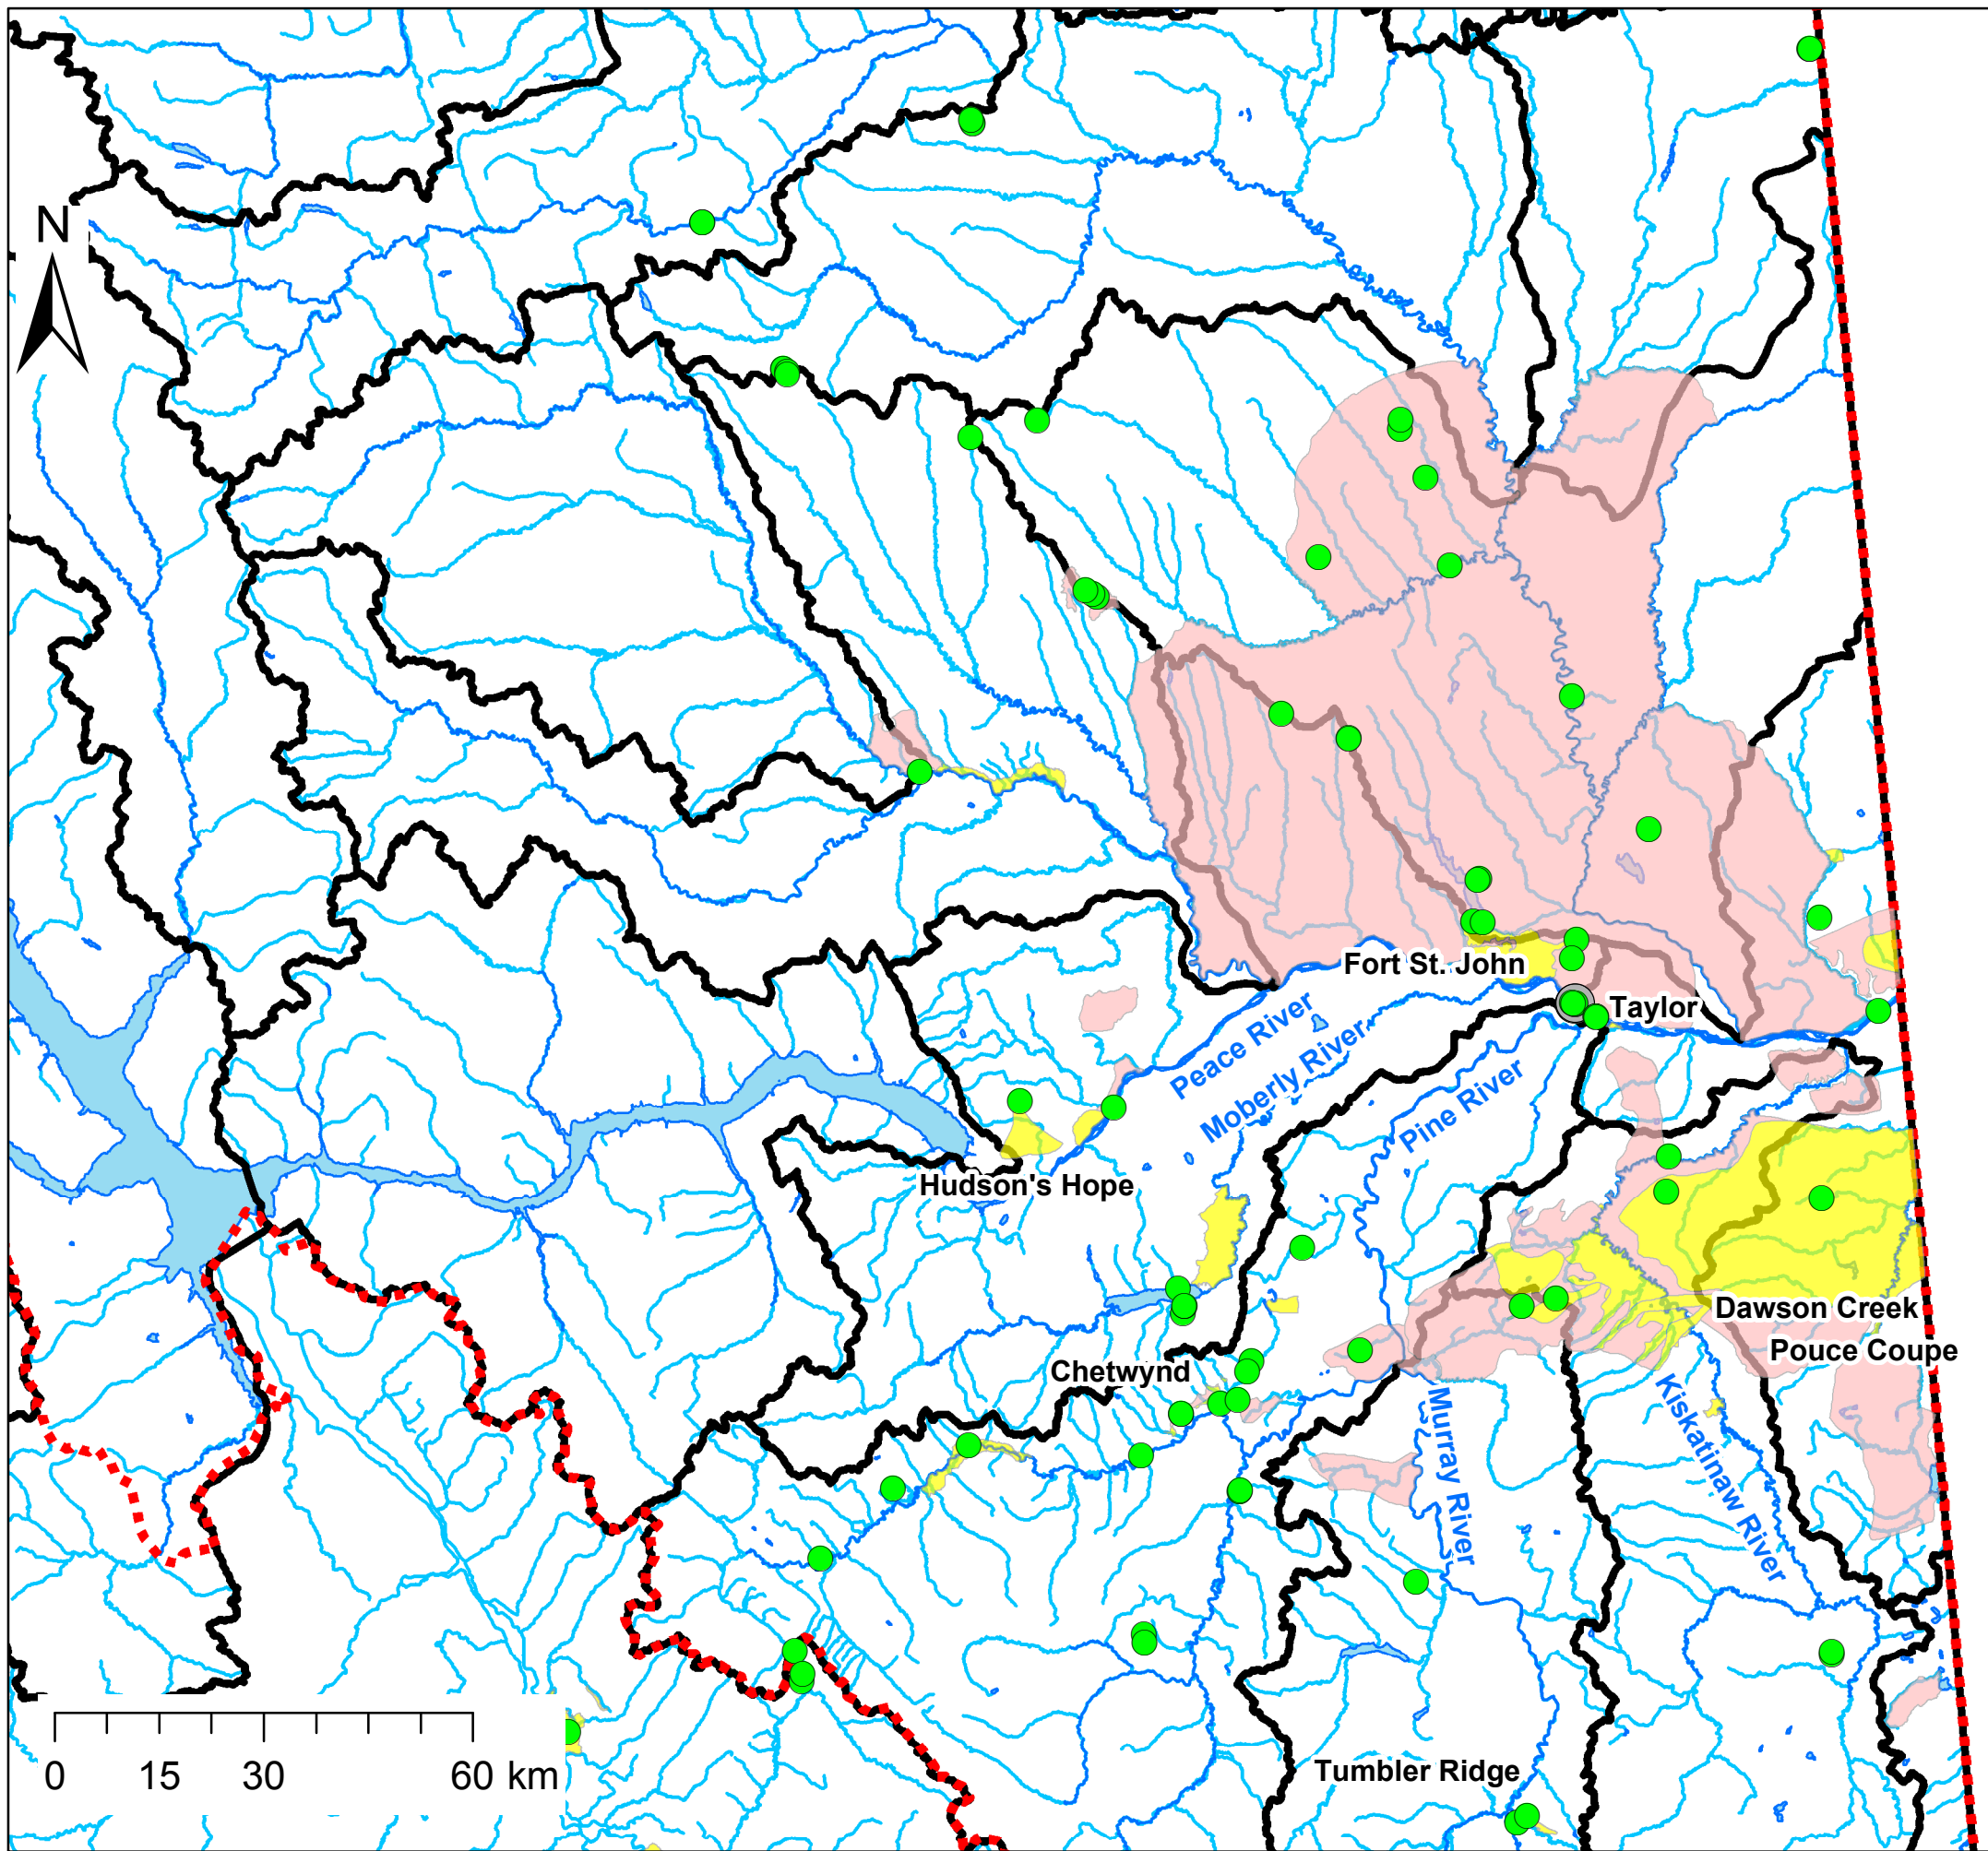 N
Fort St. John
Taylor
Peace River
Moberly River
Pine River
Hudson's Hope
Dawson Creek
Pouce Coupe
Chetwynd
Murray River
Kiskatinaw River
Tumbler Ridge
0 15 30 60 km